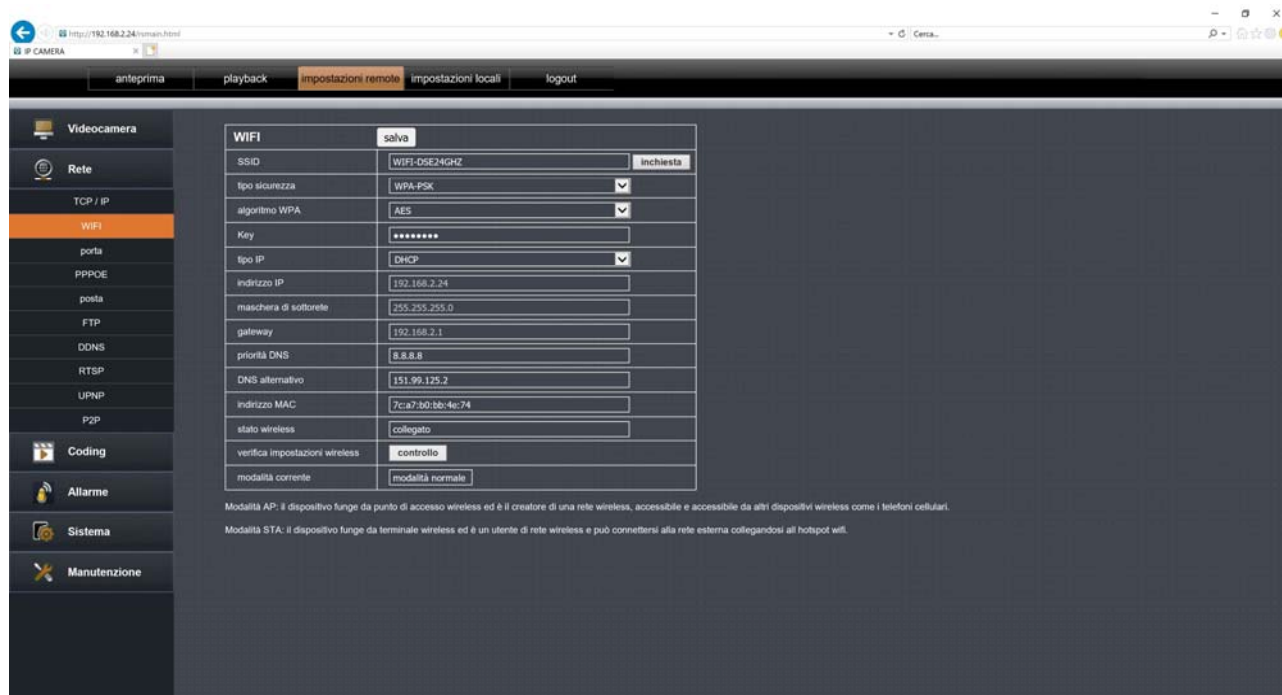 http://192.168.2.24/rsmain.html
Cerca...
IP CAMERA
anteprima playback impostazioni remote impostazioni locali logout
Videocamera
Rete
TCP / IP
WIFI
porta
PPPOE
posta
FTP
DDNS
RTSP
UPNP
P2P
Coding
Allarme
Sistema
Manutenzione
WIFI salva
SSID WIFI-DSE24GHZ inchiesta
tipo sicurezza WPA-PSK
algoritmo WPA AES
Key ••••••••
tipo IP DHCP
indirizzo IP 192.168.2.24
maschera di sottorete 255.255.255.0
gateway 192.168.2.1
priorità DNS 8.8.8.8
DNS alternativo 151.99.125.2
indirizzo MAC 7c:a7:b0:bb:4e:74
stato wireless collegato
verifica impostazioni wireless controllo
modalità corrente modalità normale
Modalità AP: il dispositivo funge da punto di accesso wireless ed è il creatore di una rete wireless, accessibile e accessibile da altri dispositivi wireless come i telefoni cellulari.
Modalità STA: il dispositivo funge da terminale wireless ed è un utente di rete wireless e può connettersi alla rete esterna collegandosi all hotspot wifi.